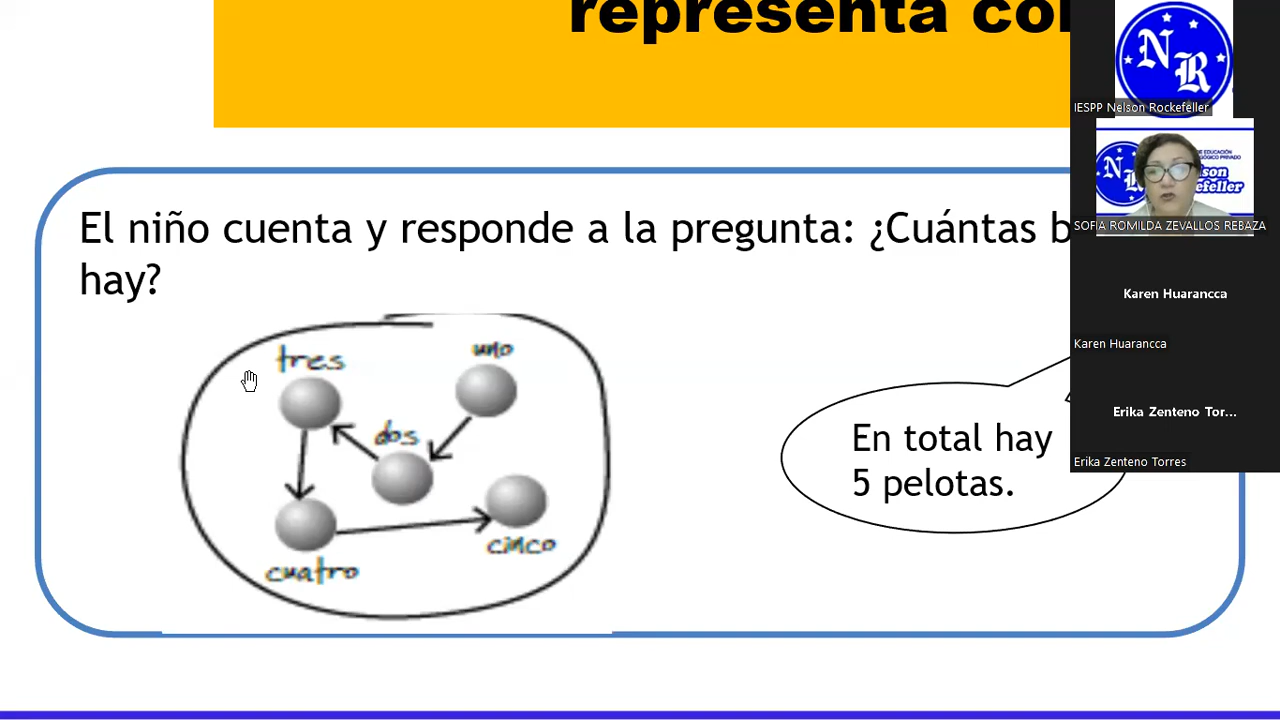 representa
N
R
IESPP Nelson Rockefeller
SOFIA ROMILDA ZEVALLOS REBAZA
El niño cuenta y responde a la pregunta: ¿Cuántas
hay?
Karen Huarancca
Karen Huarancca
tres
uno
dos
cuatro
cinco
En total hay
5 pelotas.
Erika Zenteno Tor...
Erika Zenteno Torres